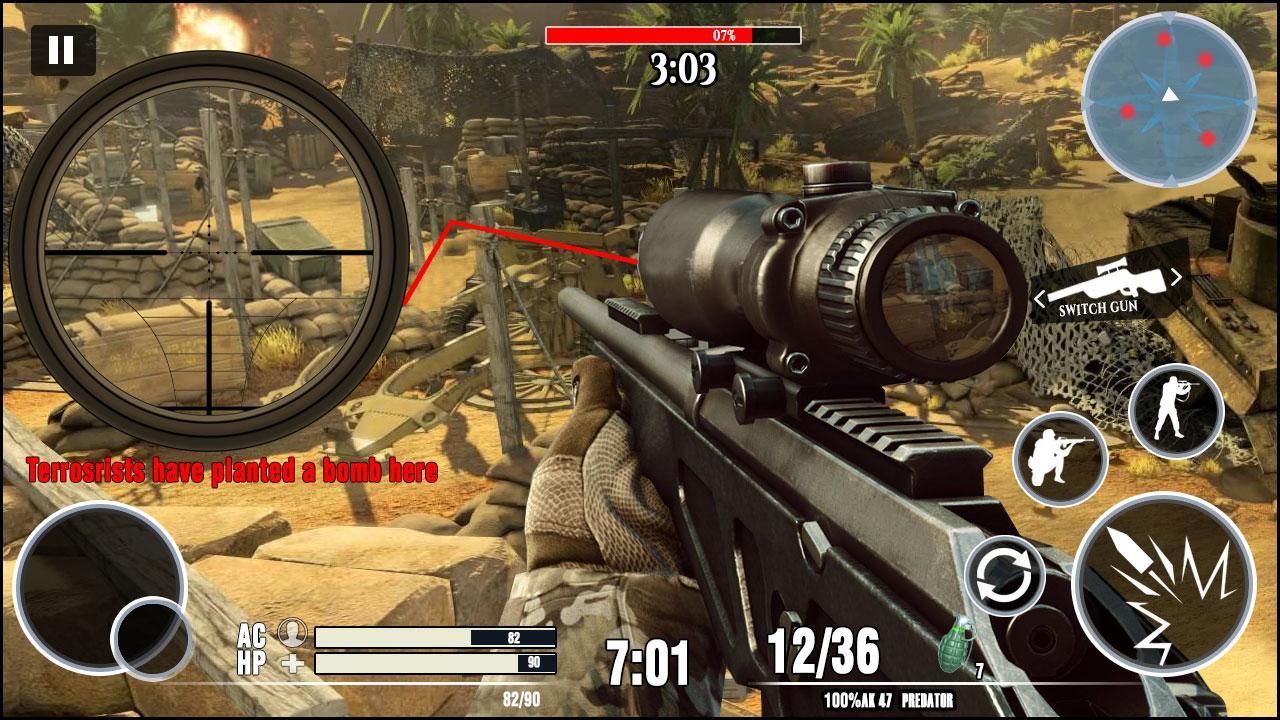 07%
3:03
SWITCH GUN
Terrosrists have planted a bomb here
AC 82
HP 90
82/90
7:01
12/36
7
100%AK 47 PREDATOR